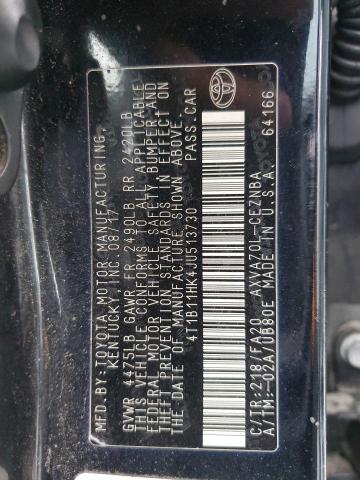 MFD.BY:TOYOTA MOTOR MANUFACTURING,
KENTUCKY, INC. 08/17
GVWR 4475LB GAWR FR 2490LB RR 2420LB
THIS VEHICLE CONFORMS TO ALL APPLICABLE
FEDERAL MOTOR VEHICLE SAFETY, BUMPER, AND
THEFT PREVENTION STANDARDS IN EFFECT ON
THE DATE OF MANUFACTURE SHOWN ABOVE.
4T1B11HK4JU513730 PASS.CAR
C/TR:218/FA20 AXVA70L-CEZNBA
A/TM:-02A/UB80E MADE IN U.S.A. 64166